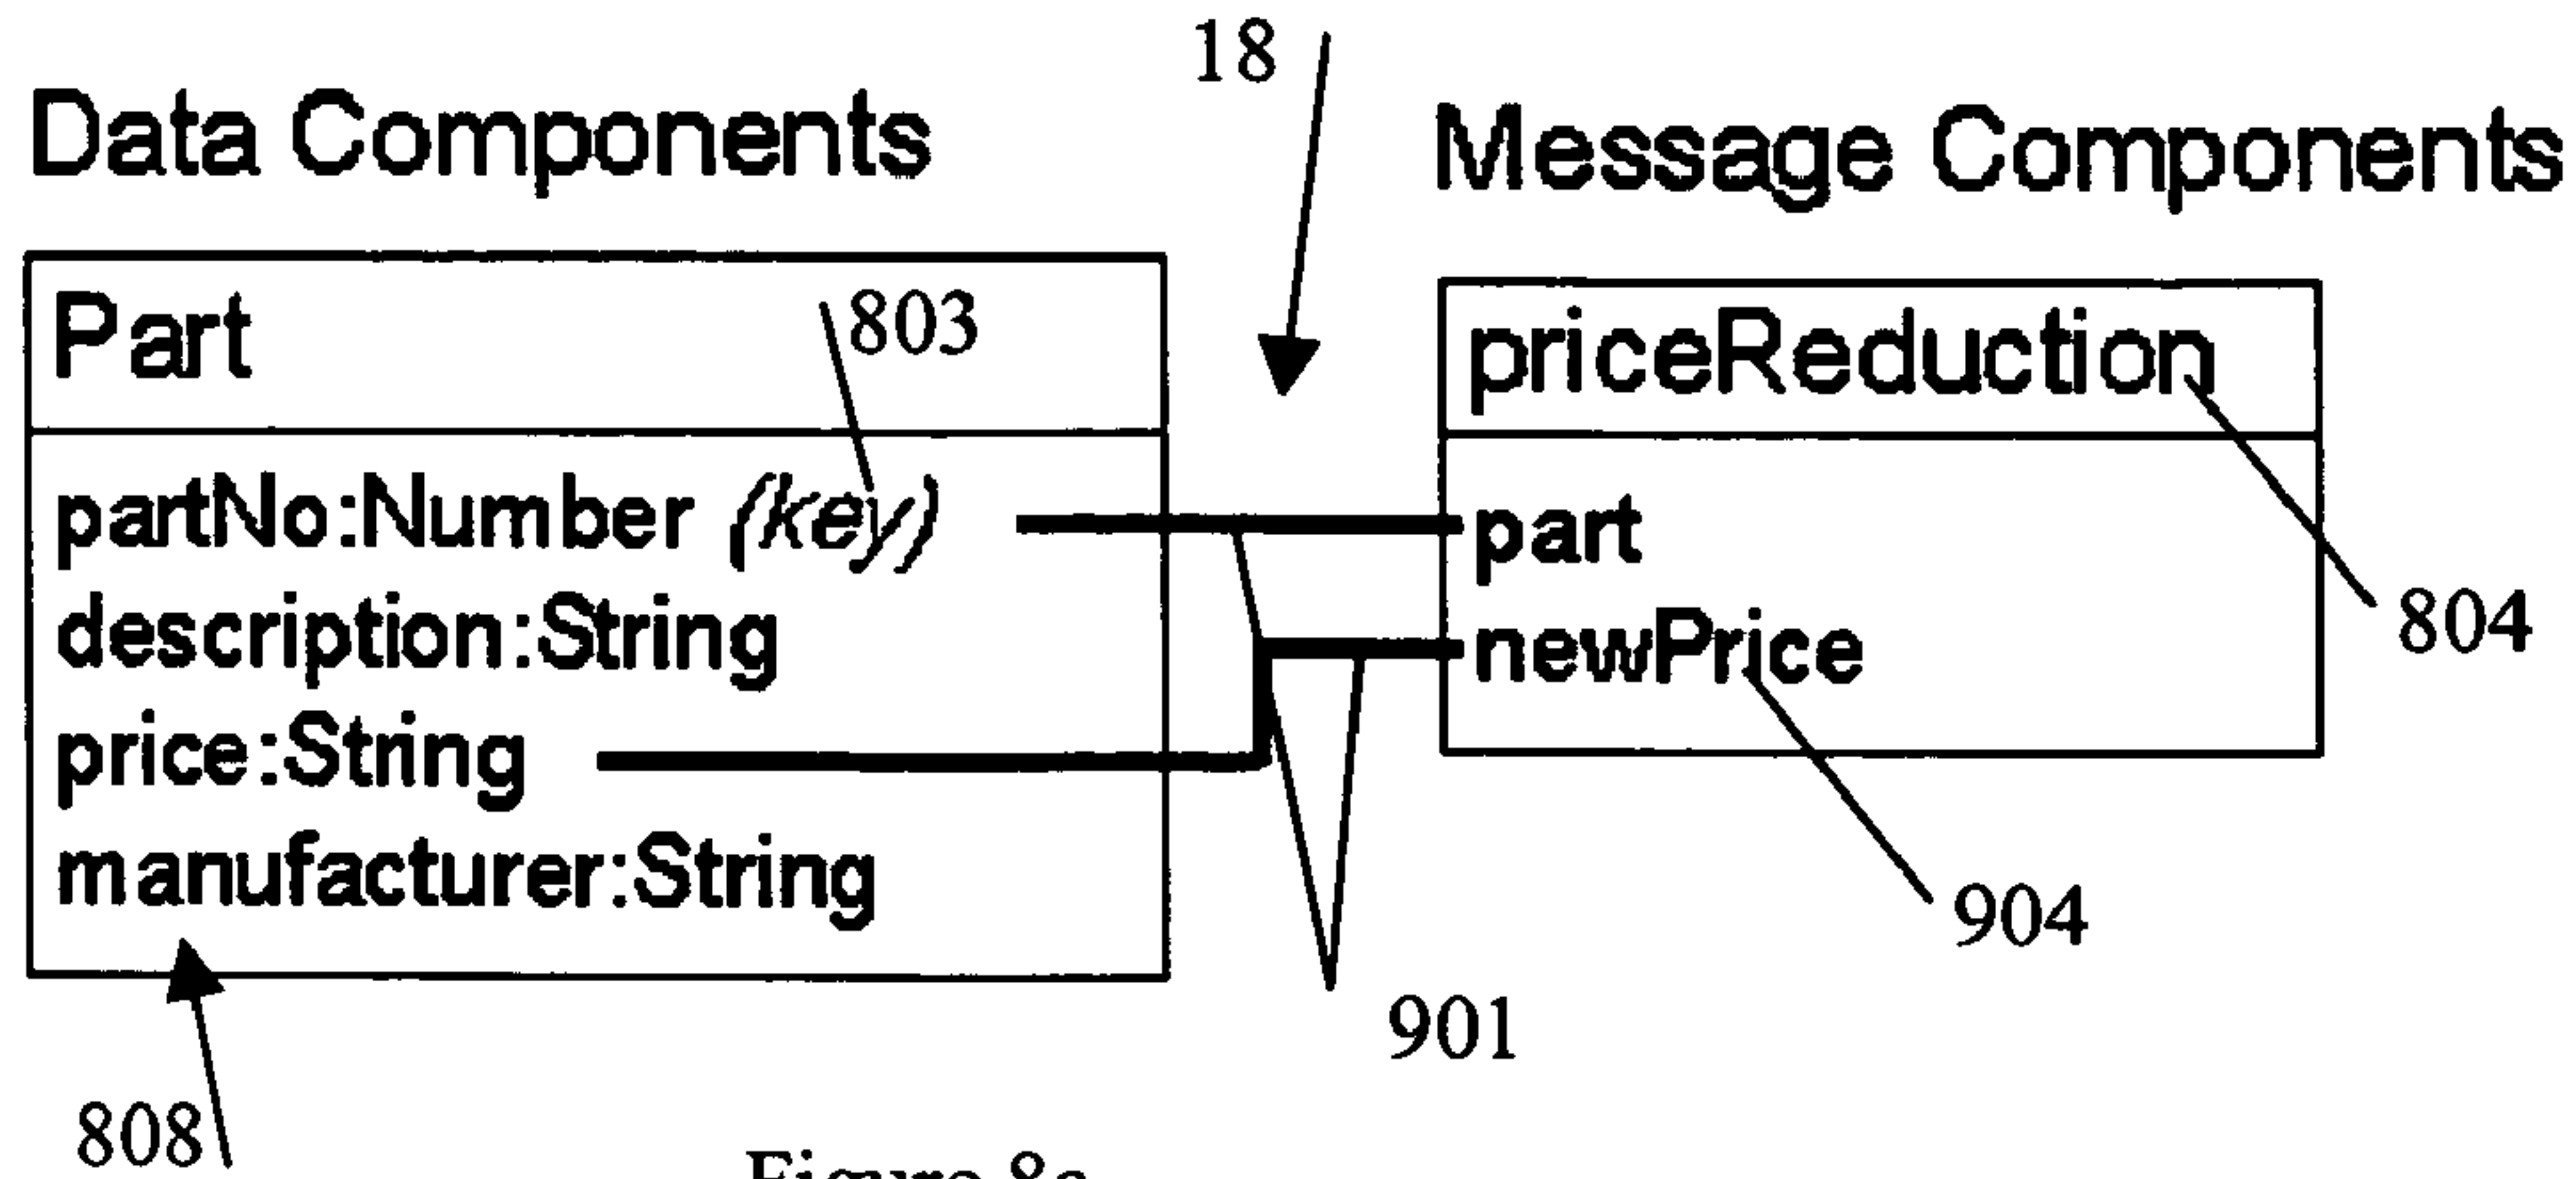 18
Data Components
Message Components
Part
803
priceReduction
partNo:Number (key)
part
description:String
804
newPrice
price:String
manufacturer:String
904
901
808